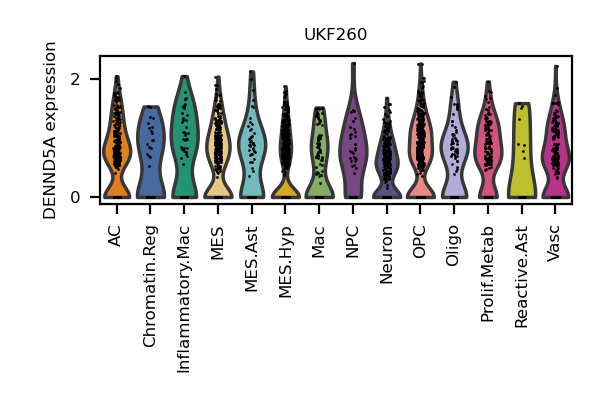 UKF260
DENND5A expression
2
0
AC
Chromatin.Reg
Inflammatory.Mac
MES
MES.Ast
MES.Hyp
Mac
NPC
Neuron
OPC
Oligo
Prolif.Metab
Reactive.Ast
Vasc